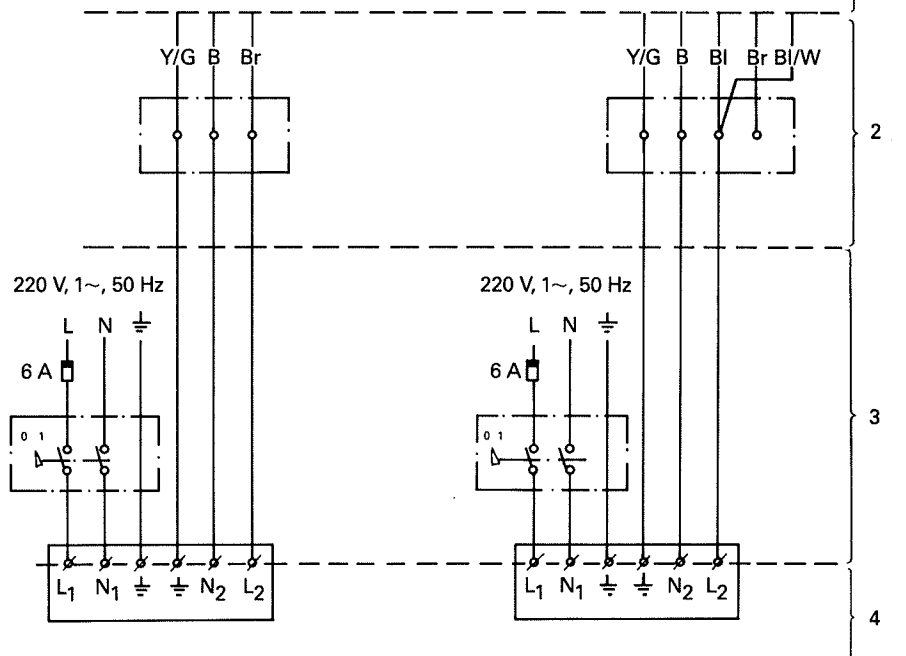 Y/G B Br Y/G B Bl Br Bl/W
2
220 V, 1~, 50 Hz 220 V, 1~, 50 Hz
L N L N
6 A 6 A
3
0 1 0 1
L1 N1 N2 L2 L1 N1 N2 L2
4